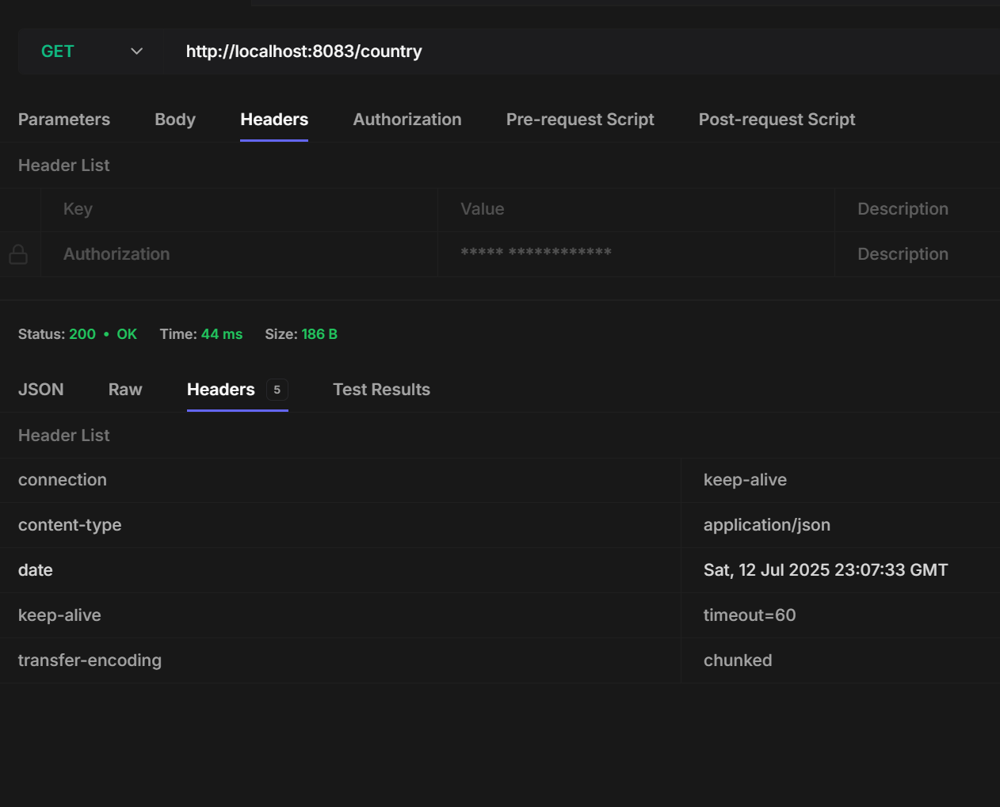 GET http://localhost:8083/country
Parameters Body Headers Authorization Pre-request Script Post-request Script
Header List
Key Value Description
Authorization ***** ************ Description
Status: 200 • OK Time: 44 ms Size: 186 B
JSON Raw Headers 5 Test Results
Header List
connection keep-alive
content-type application/json
date Sat, 12 Jul 2025 23:07:33 GMT
keep-alive timeout=60
transfer-encoding chunked